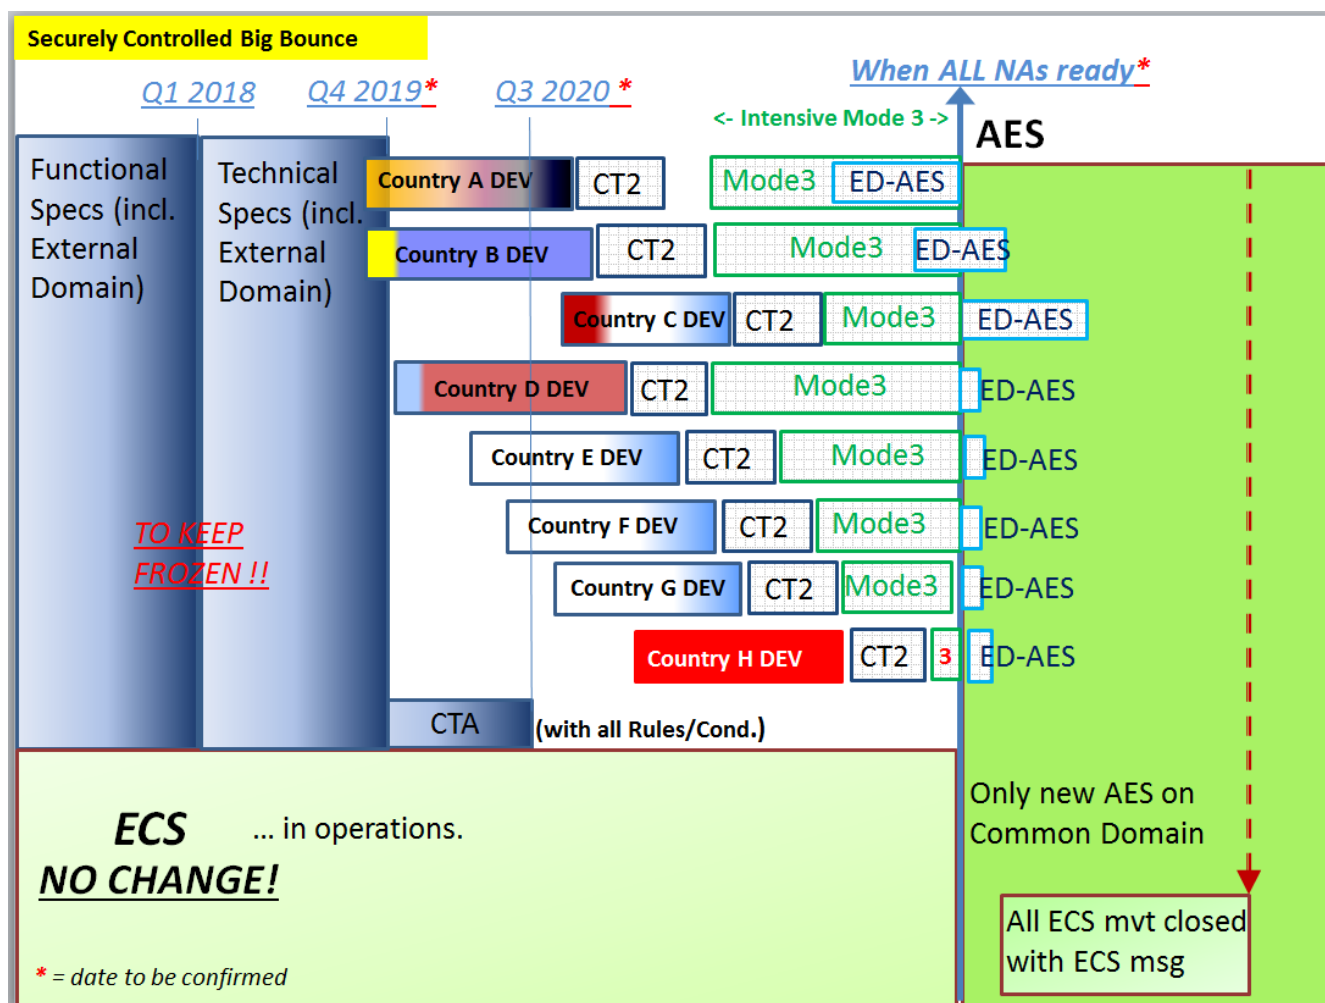 Securely Controlled Big Bounce
Q1 2018
Q4 2019*
Q3 2020 *
When ALL NAs ready*
<- Intensive Mode 3 ->
AES
Functional
Specs (incl.
External
Domain)
Technical
Specs (incl.
External
Domain)
Country A DEV
CT2
Mode3
ED-AES
Country B DEV
CT2
Mode3
ED-AES
Country C DEV
CT2
Mode3
ED-AES
Country D DEV
CT2
Mode3
ED-AES
Country E DEV
CT2
Mode3
ED-AES
TO KEEP
FROZEN !!
Country F DEV
CT2
Mode3
ED-AES
Country G DEV
CT2
Mode3
ED-AES
Country H DEV
CT2
3
ED-AES
CTA
(with all Rules/Cond.)
ECS
... in operations.
NO CHANGE!
Only new AES on
Common Domain
All ECS mvt closed
with ECS msg
* = date to be confirmed